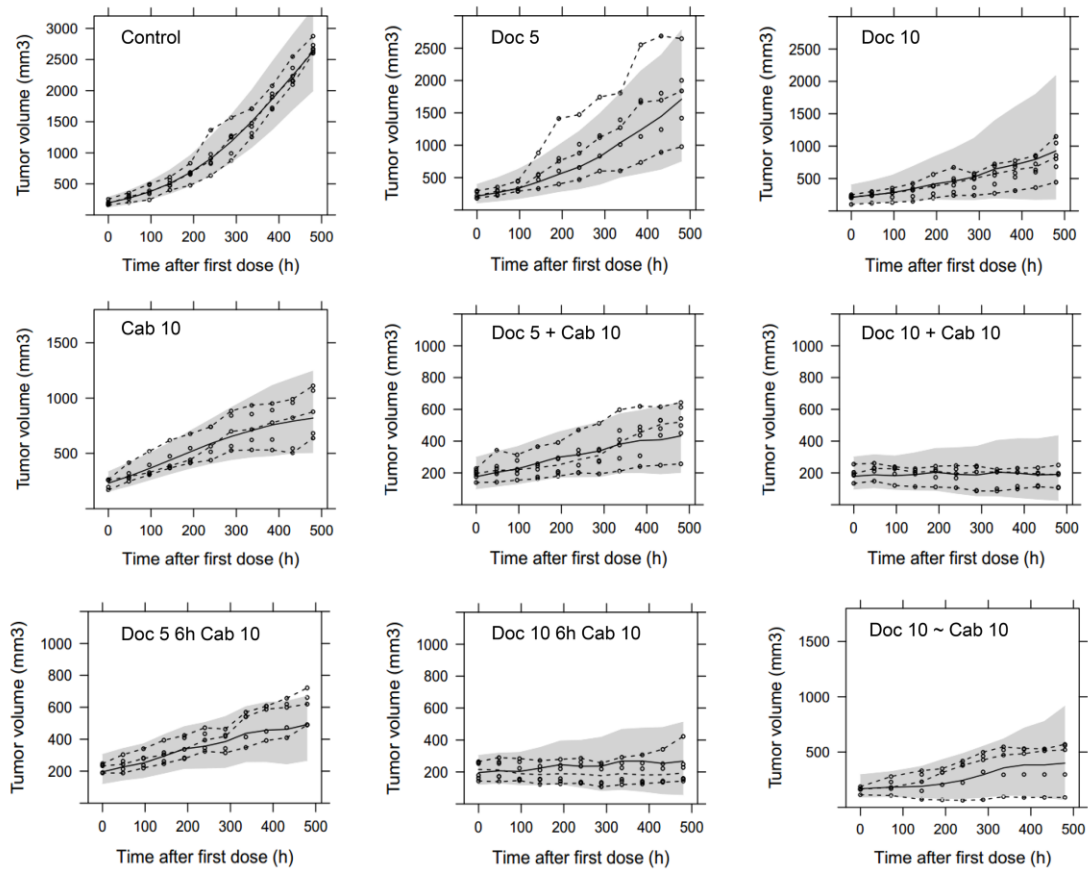 Control
Tumor volume (mm3)
3000
2500
2000
1500
1000
500
0 100 200 300 400 500
Time after first dose (h)
Doc 5
Tumor volume (mm3)
2500
2000
1500
1000
500
0 100 200 300 400 500
Time after first dose (h)
Doc 10
Tumor volume (mm3)
2500
2000
1500
1000
500
0 100 200 300 400 500
Time after first dose (h)
Cab 10
Tumor volume (mm3)
1500
1000
500
0 100 200 300 400 500
Time after first dose (h)
Doc 5 + Cab 10
Tumor volume (mm3)
1000
800
600
400
200
0 100 200 300 400 500
Time after first dose (h)
Doc 10 + Cab 10
Tumor volume (mm3)
1000
800
600
400
200
0 100 200 300 400 500
Time after first dose (h)
Doc 5 6h Cab 10
Tumor volume (mm3)
1000
800
600
400
200
0 100 200 300 400 500
Time after first dose (h)
Doc 10 6h Cab 10
Tumor volume (mm3)
1000
800
600
400
200
0 100 200 300 400 500
Time after first dose (h)
Doc 10 ~ Cab 10
Tumor volume (mm3)
1500
1000
500
0 100 200 300 400 500
Time after first dose (h)